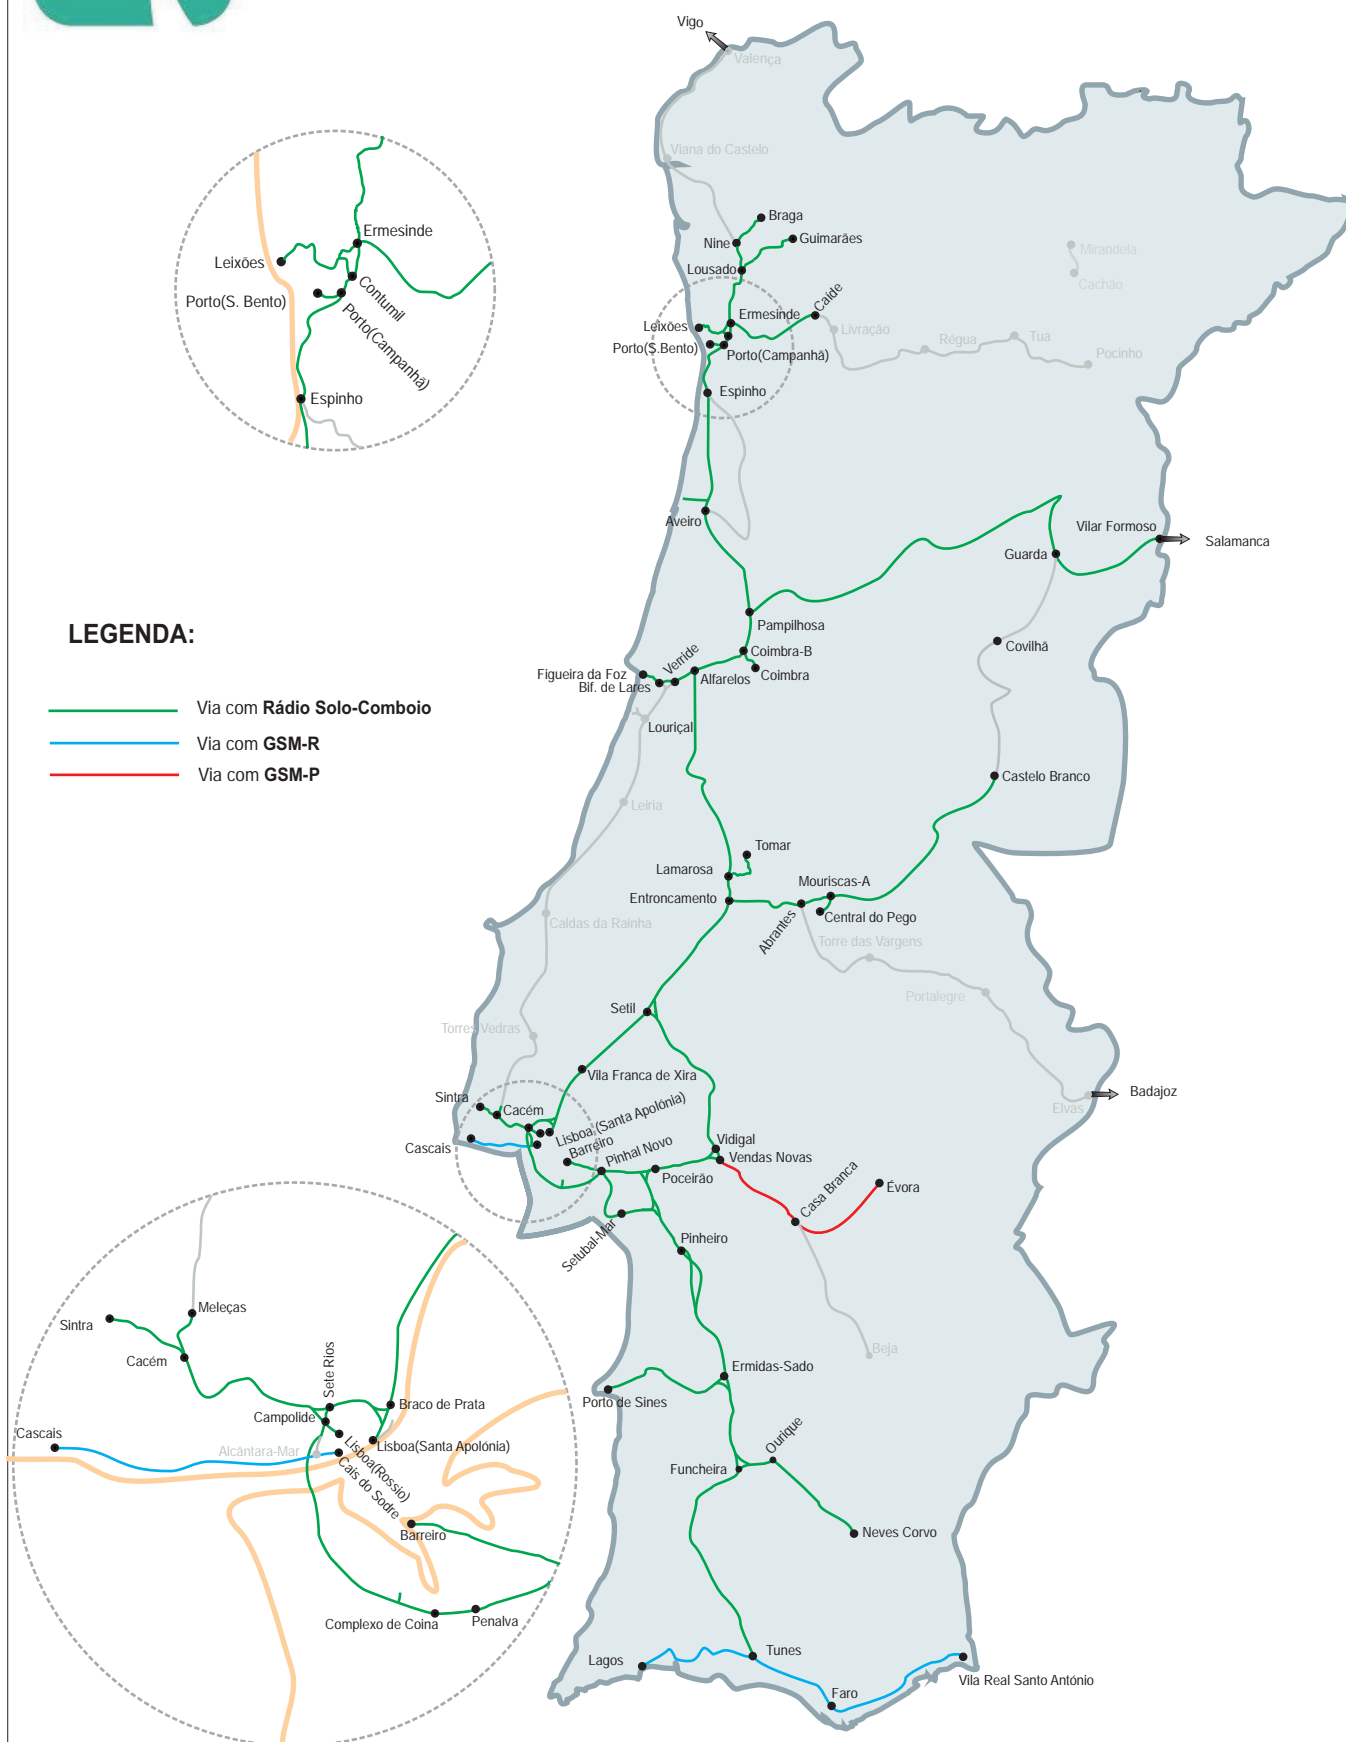 Vigo
Valença
Viana do Castelo
Braga
Nine
Guimarães
Lousado
Mirandela
Cachão
Caíde
Ermesinde
Leixões
Livração
Régua
Tua
Pocinho
Porto(S.Bento)
Porto(Campanhã)
Espinho
Ermesinde
Leixões
Contumil
Porto(S. Bento)
Porto(Campanhã)
Espinho
Aveiro
Vilar Formoso
Salamanca
Guarda
Pampilhosa
LEGENDA:
Via com Rádio Solo-Comboio
Via com GSM-R
Via com GSM-P
Coimbra-B
Coimbra
Verride
Figueira da Foz
Bif. de Lares
Alfarelos
Covilhã
Louriçal
Castelo Branco
Leiria
Tomar
Lamarosa
Mouriscas-A
Entroncamento
Central do Pego
Abrantes
Caldas da Rainha
Torre das Vargens
Portalegre
Setil
Torres Vedras
Vila Franca de Xira
Elvas
Badajoz
Sintra
Cacém
Lisboa (Santa Apolónia)
Cascais
Barreiro
Pinhal Novo
Vidigal
Vendas Novas
Poceirão
Casa Branca
Évora
Setubal-Mar
Pinheiro
Beja
Ermidas-Sado
Porto de Sines
Ourique
Funcheira
Neves Corvo
Meleças
Sintra
Cacém
Sete Rios
Braco de Prata
Campolide
Cascais
Alcântara-Mar
Lisboa(Santa Apolónia)
Lisboa(Rossio)
Cais do Sodre
Barreiro
Complexo de Coina
Penalva
Lagos
Tunes
Faro
Vila Real Santo António